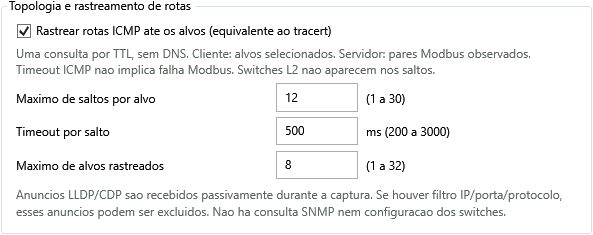 Topologia e rastreamento de rotas
Rastrear rotas ICMP ate os alvos (equivalente ao tracert)
Uma consulta por TTL, sem DNS. Cliente: alvos selecionados. Servidor: pares Modbus observados.
Timeout ICMP nao implica falha Modbus. Switches L2 nao aparecem nos saltos.
Maximo de saltos por alvo 12 (1 a 30)
Timeout por salto 500 ms (200 a 3000)
Maximo de alvos rastreados 8 (1 a 32)
Anuncios LLDP/CDP sao recebidos passivamente durante a captura. Se houver filtro IP/porta/protocolo,
esses anuncios podem ser excluidos. Nao ha consulta SNMP nem configuracao dos switches.